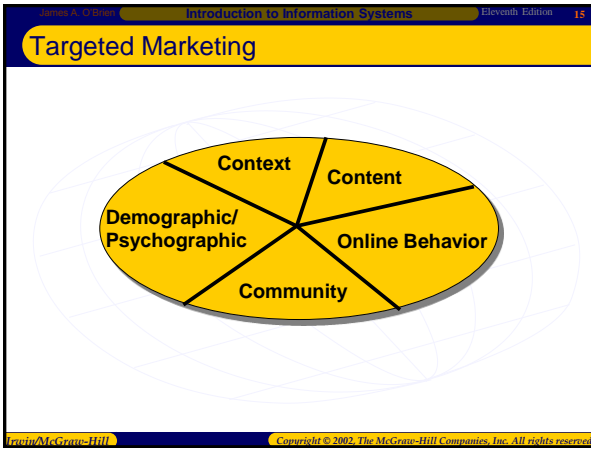 James A. O'Brien Introduction to Information Systems Eleventh Edition 15
Targeted Marketing
Context
Content
Demographic/
Psychographic
Online Behavior
Community
Irwin/McGraw-Hill Copyright © 2002, The McGraw-Hill Companies, Inc. All rights reserved